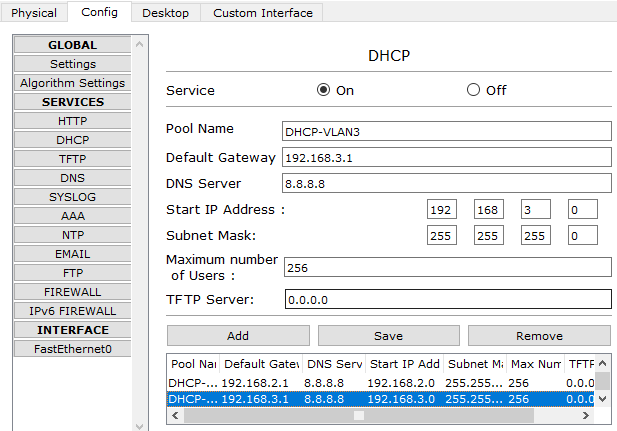 Physical Config Desktop Custom Interface
GLOBAL
Settings
Algorithm Settings
SERVICES
HTTP
DHCP
TFTP
DNS
SYSLOG
AAA
NTP
EMAIL
FTP
FIREWALL
IPv6 FIREWALL
INTERFACE
FastEthernet0
DHCP
Service On Off
Pool Name DHCP-VLAN3
Default Gateway 192.168.3.1
DNS Server 8.8.8.8
Start IP Address : 192 168 3 0
Subnet Mask: 255 255 255 0
Maximum number
of Users : 256
TFTP Server: 0.0.0.0
Add Save Remove
Pool Nar Default Gatew DNS Serv Start IP Add Subnet Ma Max Num TFTP
DHCP-... 192.168.2.1 8.8.8.8 192.168.2.0 255.255... 256 0.0.0
DHCP-... 192.168.3.1 8.8.8.8 192.168.3.0 255.255... 256 0.0.0